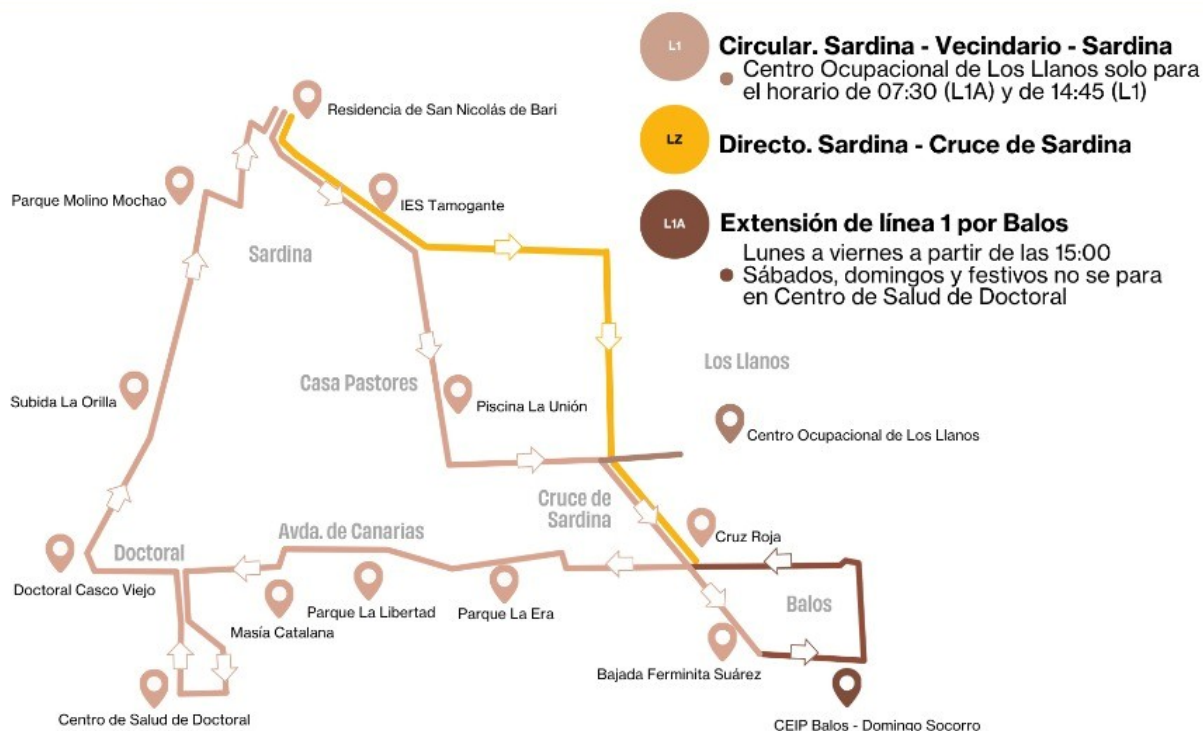 L1
Circular. Sardina - Vecindario - Sardina
Centro Ocupacional de Los Llanos solo para
el horario de 07:30 (L1A) y de 14:45 (L1)
LZ
Directo. Sardina - Cruce de Sardina
L1A
Extensión de línea 1 por Balos
Lunes a viernes a partir de las 15:00
Sábados, domingos y festivos no se para
en Centro de Salud de Doctoral
Residencia de San Nicolás de Bari
Parque Molino Mochao
IES Tamogante
Sardina
Los Llanos
Casa Pastores
Subida La Orilla
Piscina La Unión
Centro Ocupacional de Los Llanos
Cruce de
Sardina
Avda. de Canarias
Doctoral
Cruz Roja
Doctoral Casco Viejo
Parque La Libertad
Parque La Era
Balos
Masía Catalana
Bajada Ferminita Suárez
Centro de Salud de Doctoral
CEIP Balos - Domingo Socorro